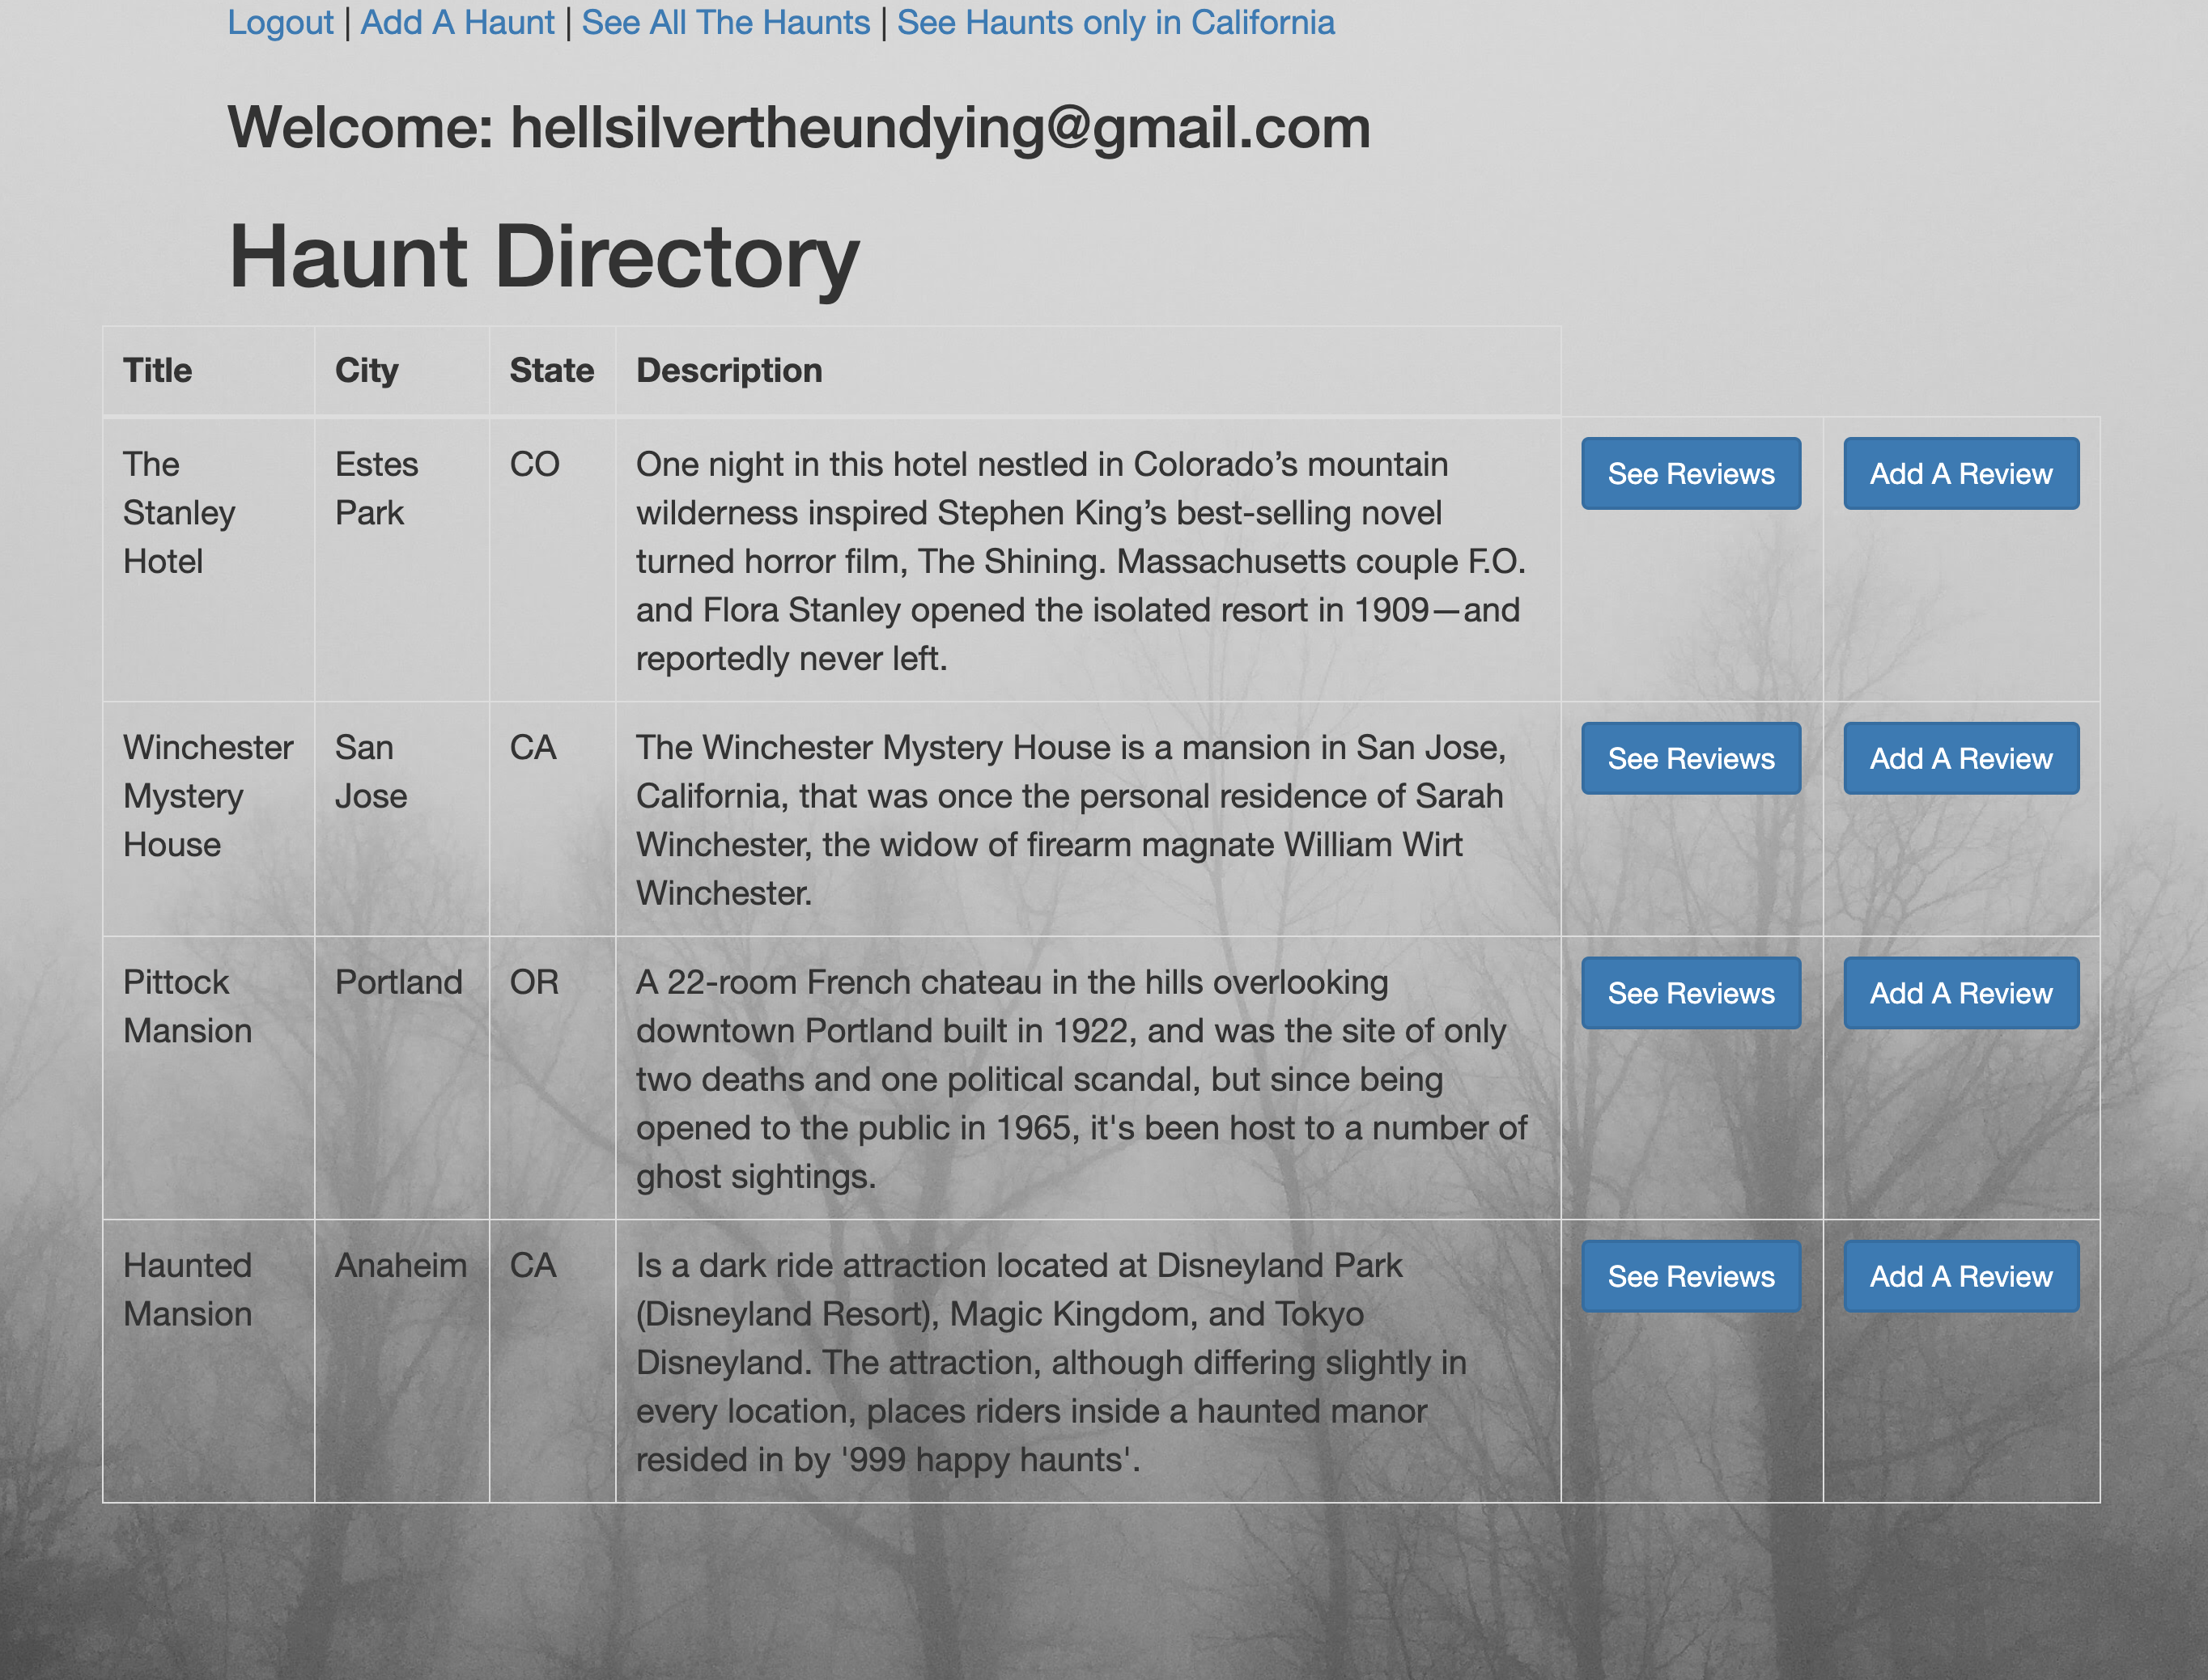 Logout | Add A Haunt | See All The Haunts | See Haunts only in California
Welcome: hellsilvertheundying@gmail.com
Haunt Directory
Title City State Description
The
Stanley
Hotel
Estes
Park
CO
One night in this hotel nestled in Colorado’s mountain
wilderness inspired Stephen King’s best-selling novel
turned horror film, The Shining. Massachusetts couple F.O.
and Flora Stanley opened the isolated resort in 1909—and
reportedly never left.
See Reviews
Add A Review
Winchester
Mystery
House
San
Jose
CA
The Winchester Mystery House is a mansion in San Jose,
California, that was once the personal residence of Sarah
Winchester, the widow of firearm magnate William Wirt
Winchester.
See Reviews
Add A Review
Pittock
Mansion
Portland
OR
A 22-room French chateau in the hills overlooking
downtown Portland built in 1922, and was the site of only
two deaths and one political scandal, but since being
opened to the public in 1965, it's been host to a number of
ghost sightings.
See Reviews
Add A Review
Haunted
Mansion
Anaheim
CA
Is a dark ride attraction located at Disneyland Park
(Disneyland Resort), Magic Kingdom, and Tokyo
Disneyland. The attraction, although differing slightly in
every location, places riders inside a haunted manor
resided in by '999 happy haunts'.
See Reviews
Add A Review